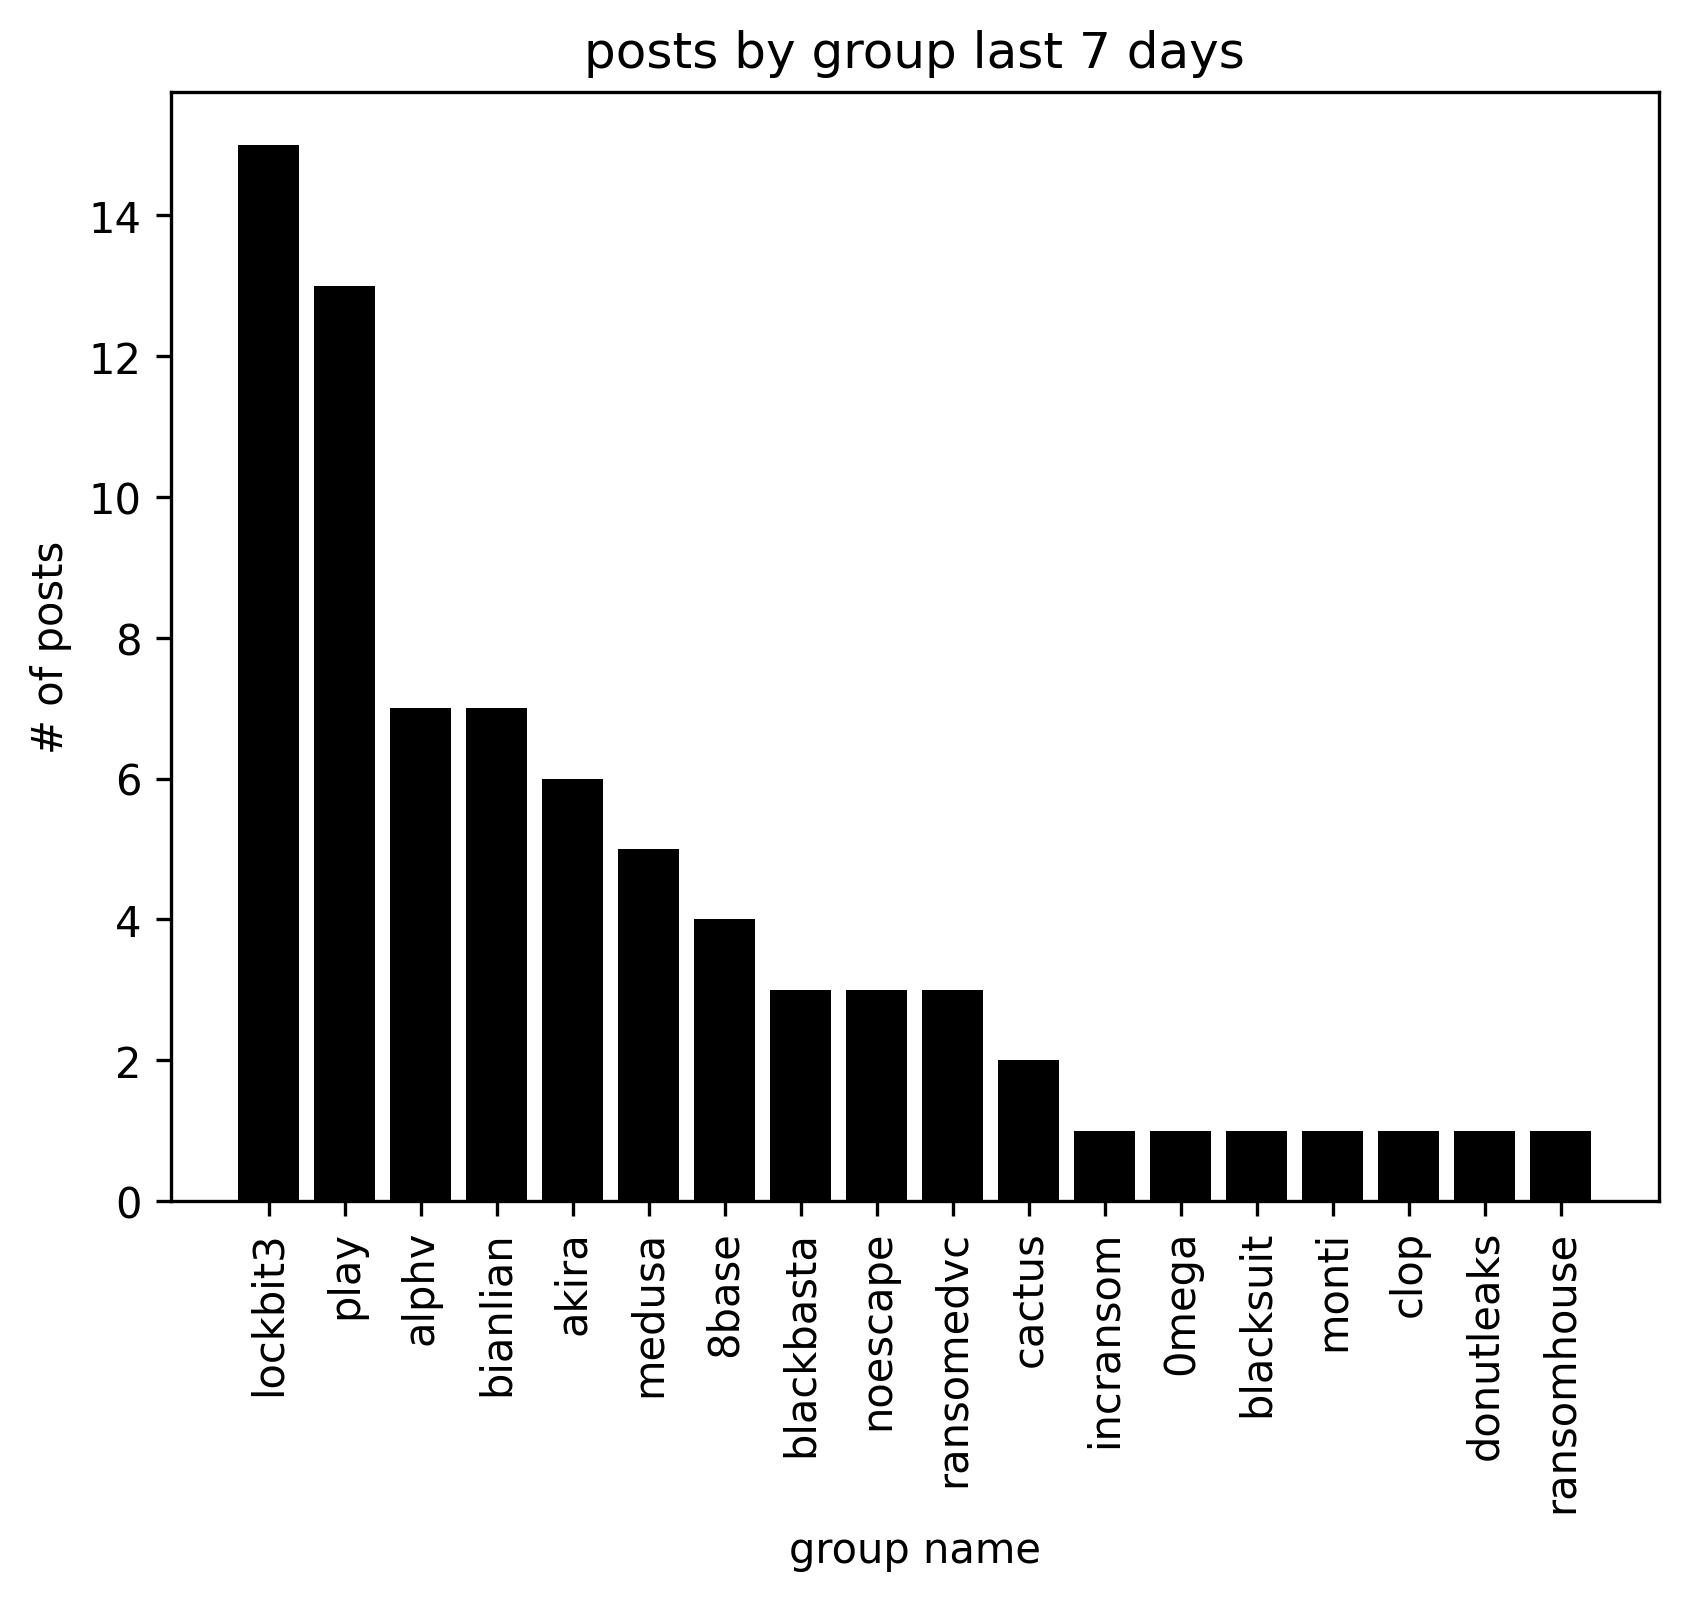 posts by group last 7 days
# of posts
14
12
10
8
6
4
2
0
lockbit3
play
alphv
bianlian
akira
medusa
8base
blackbasta
noescape
ransomedvc
cactus
incransom
0mega
blacksuit
monti
clop
donutleaks
ransomhouse
group name